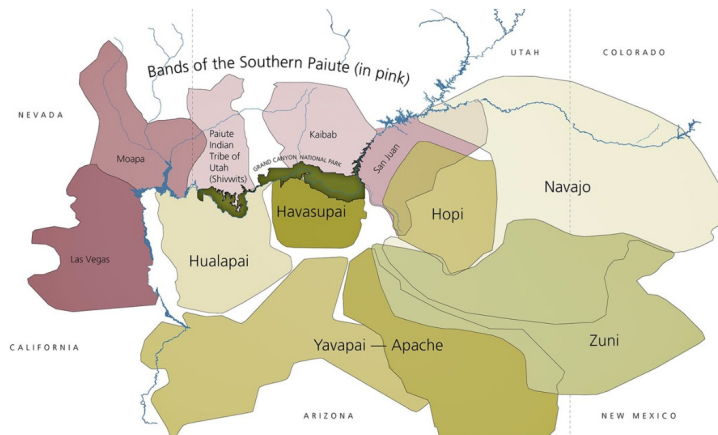 UTAH
COLORADO
Bands of the Southern Paiute (in pink)
NEVADA
Paiute
Indian
Tribe of
Utah
(Shivwits)
Kaibab
Moapa
GRAND CANYON NATIONAL PARK
San Juan
Navajo
Havasupai
Hopi
Hualapai
Las Vegas
Yavapai — Apache
Zuni
CALIFORNIA
ARIZONA
NEW MEXICO